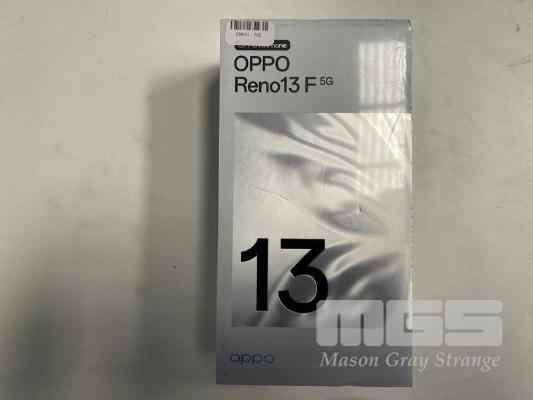 OPPO
Reno13 F 5G
13
oppo
MGS
Mason Gray Strange